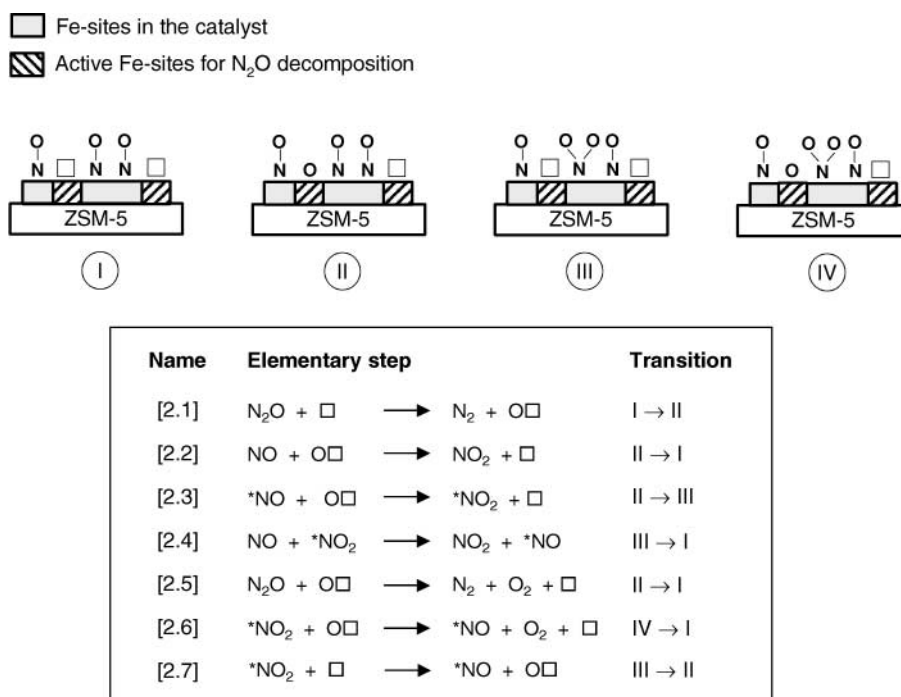 Fe-sites in the catalyst
Active Fe-sites for N₂O decomposition
O O O
N □ N N □
ZSM-5
I
O O O
N O N N □
ZSM-5
II
O O O O
N □ N N □
ZSM-5
III
O O O O
N O N N □
ZSM-5
IV
Name Elementary step Transition
[2.1] N₂O + □ → N₂ + O□ I → II
[2.2] NO + O□ → NO₂ + □ II → I
[2.3] *NO + O□ → *NO₂ + □ II → III
[2.4] NO + *NO₂ → NO₂ + *NO III → I
[2.5] N₂O + O□ → N₂ + O₂ + □ II → I
[2.6] *NO₂ + O□ → *NO + O₂ + □ IV → I
[2.7] *NO₂ + □ → *NO + O□ III → II